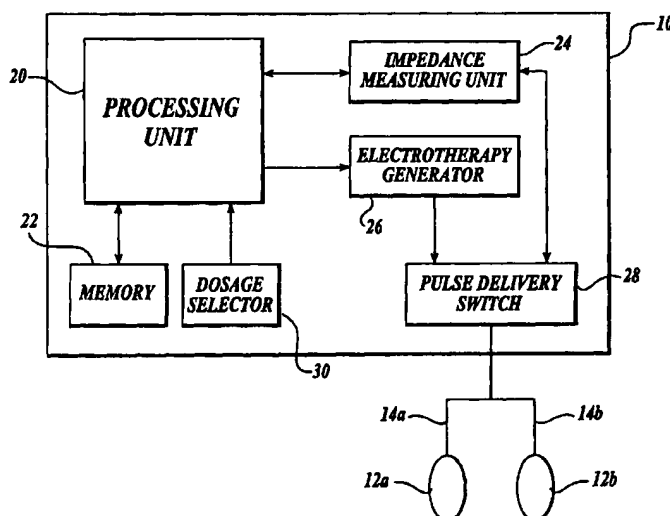 10
24
20
IMPEDANCE
MEASURING UNIT
PROCESSING
UNIT
ELECTROTHERAPY
GENERATOR
26
22
MEMORY
DOSAGE
SELECTOR
30
PULSE DELIVERY
SWITCH
28
14a
14b
12a
12b